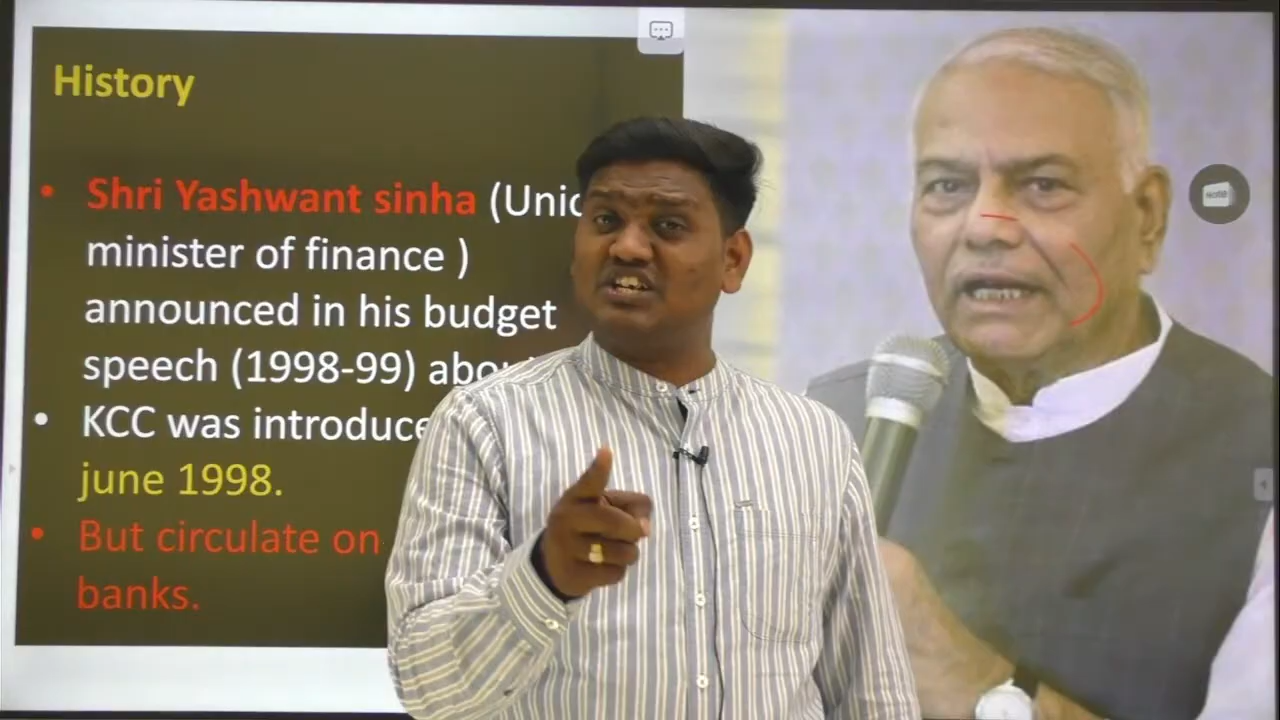 History
• Shri Yashwant sinha (Unio
minister of finance )
announced in his budget
speech (1998-99) abo
• KCC was introduce
june 1998.
• But circulate on
banks.